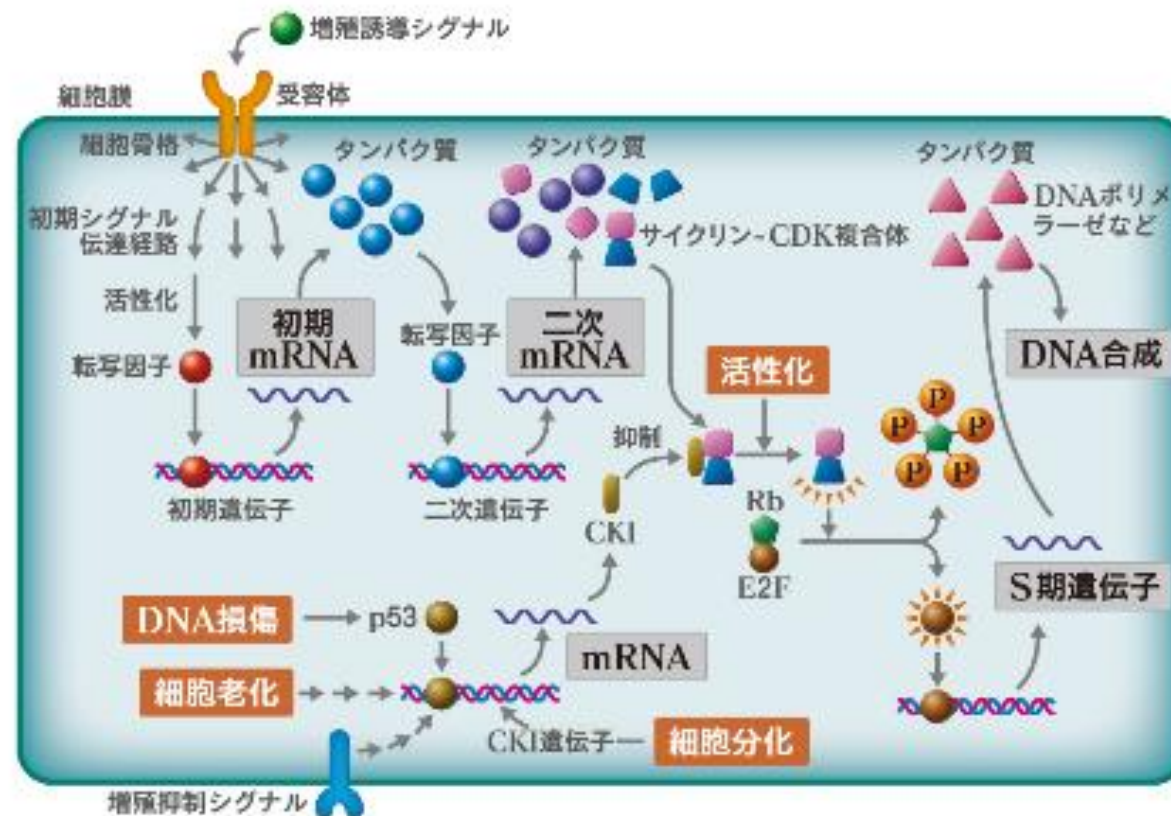 増殖誘導シグナル
細胞膜
受容体
細胞骨格
初期シグナル
伝達経路
活性化
転写因子
初期遺伝子
タンパク質
初期
mRNA
転写因子
二次遺伝子
タンパク質
二次
mRNA
サイクリン-CDK複合体
タンパク質
DNAポリメ
ラーゼなど
DNA合成
活性化
抑制
CKI
Rb
E2F
P
P
P
P
P
S期遺伝子
DNA損傷
p53
mRNA
細胞老化
CKI遺伝子
細胞分化
増殖抑制シグナル